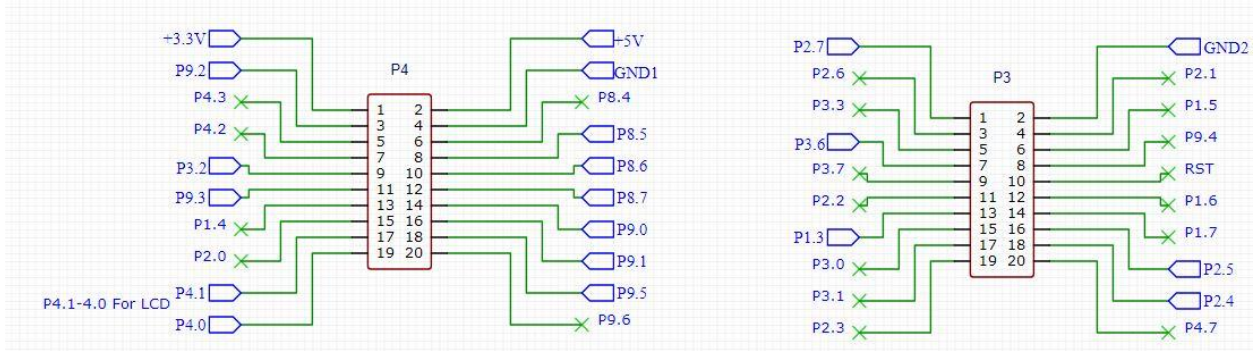 P4
+3.3V 1 2 +5V
P9.2 3 4 GND1
P4.3 5 6 P8.4
P4.2 7 8 P8.5
P3.2 9 10 P8.6
P9.3 11 12 P8.7
P1.4 13 14 P9.0
P2.0 15 16 P9.1
P4.1 17 18 P9.5
P4.0 19 20 P9.6
P4.1-4.0 For LCD
P3
P2.7 1 2 GND2
P2.6 3 4 P2.1
P3.3 5 6 P1.5
P3.6 7 8 P9.4
P3.7 9 10 RST
P2.2 11 12 P1.6
P1.3 13 14 P1.7
P3.0 15 16 P2.5
P3.1 17 18 P2.4
P2.3 19 20 P4.7